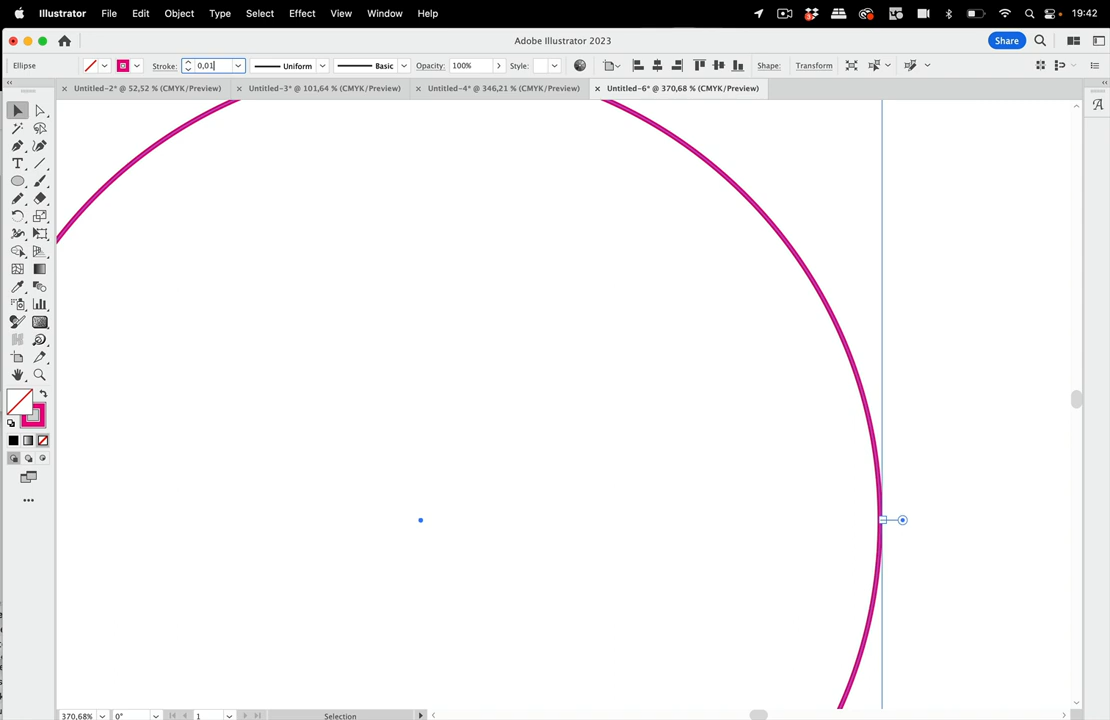 Illustrator File Edit Object Type Select Effect View Window Help 3 19:42
Adobe Illustrator 2023 Share
Ellipse Stroke: 0,01 Uniform Basic Opacity: 100% Style: Shape: Transform
Untitled-2* @ 52,52 % (CMYK/Preview) Untitled-3* @ 101,64 % (CMYK/Preview) Untitled-4* @ 346,21 % (CMYK/Preview) Untitled-6* @ 370,68 % (CMYK/Preview)
370,68% 0° 1 Selection